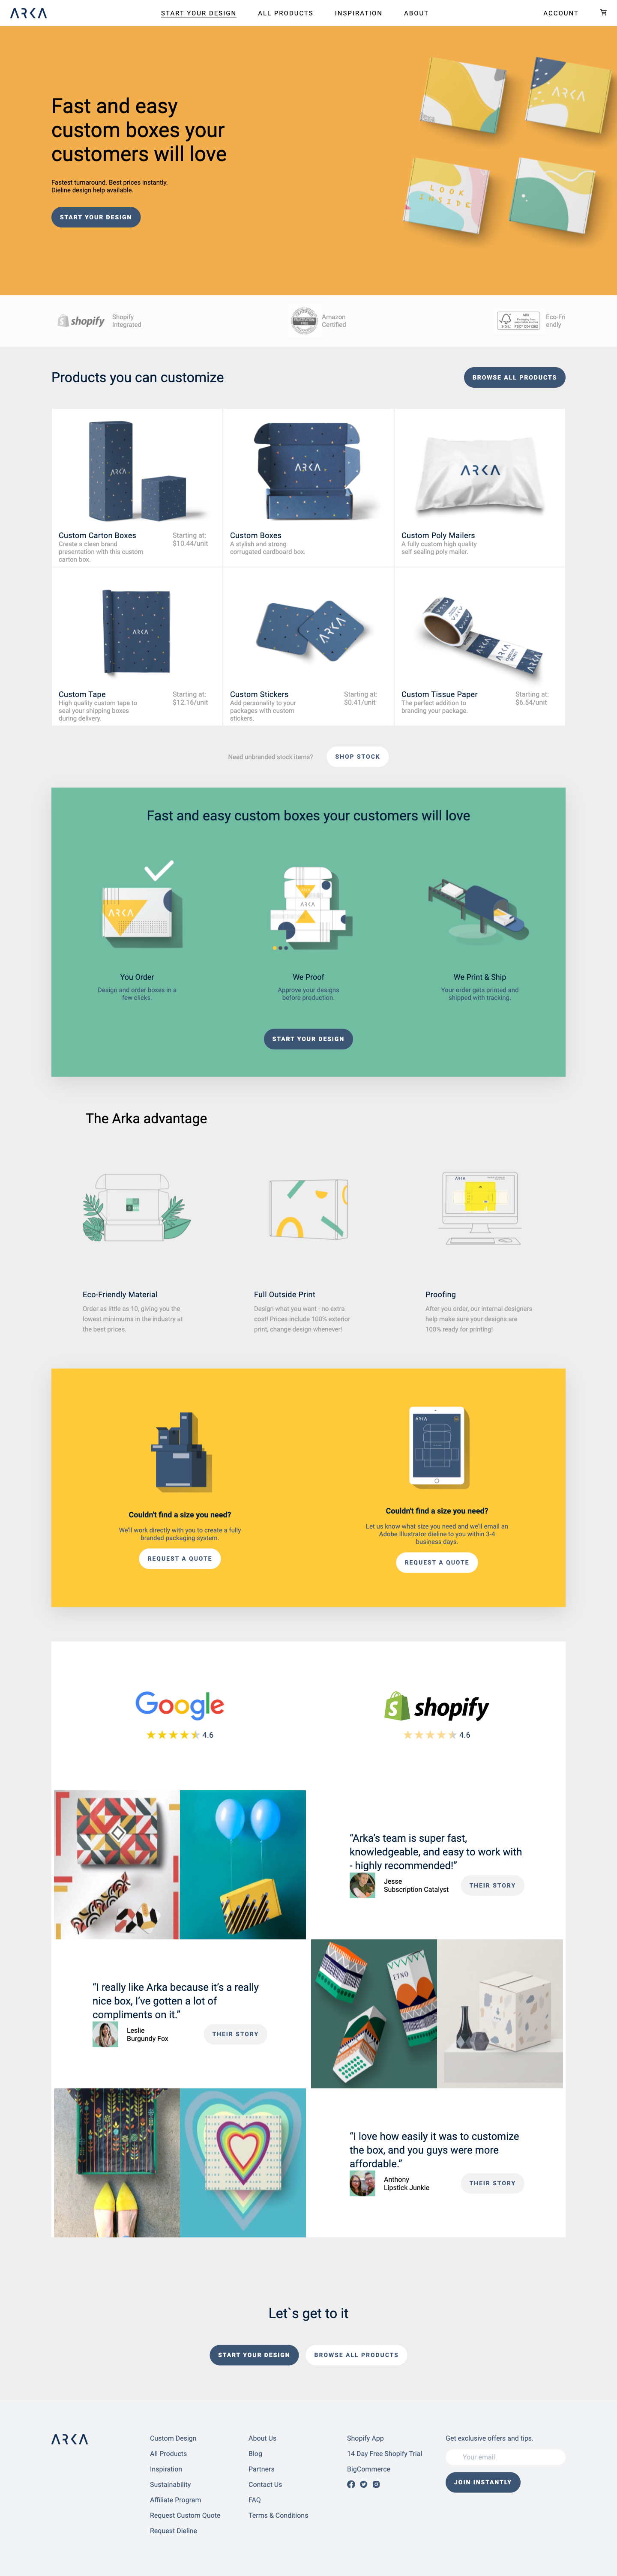 ARKA
START YOUR DESIGN
ALL PRODUCTS
INSPIRATION
ABOUT
ACCOUNT
Fast and easy
custom boxes your
customers will love
Fastest turnaround. Best prices instantly.
Dieline design help available.
START YOUR DESIGN
ARKA
LOOK
INSIDE
shopify
Shopify
Integrated
Amazon
Certified
FSC
Eco-Fri
endly
Products you can customize
BROWSE ALL PRODUCTS
ARKA
ARKA
ARKA
Custom Carton Boxes
Create a clean brand
presentation with this custom
carton box.
Starting at:
$10.44/unit
Custom Boxes
A stylish and strong
corrugated cardboard box.
Custom Poly Mailers
A fully custom high quality
self sealing poly mailer.
ARKA
ARKA
ARKA
Custom Tape
High quality custom tape to
seal your shipping boxes
during delivery.
Starting at:
$12.16/unit
Custom Stickers
Add personality to your
packages with custom
stickers.
Starting at:
$0.41/unit
Custom Tissue Paper
The perfect addition to
branding your package.
Starting at:
$6.54/unit
Need unbranded stock items?
SHOP STOCK
Fast and easy custom boxes your customers will love
ARKA
ARKA
You Order
Design and order boxes in a
few clicks.
We Proof
Approve your designs
before production.
We Print & Ship
Your order gets printed and
shipped with tracking.
START YOUR DESIGN
The Arka advantage
ARKA
Eco-Friendly Material
Order as little as 10, giving you the
lowest minimums in the industry at
the best prices.
Full Outside Print
Design what you want - no extra
cost! Prices include 100% exterior
print, change design whenever!
Proofing
After you order, our internal designers
help make sure your designs are
100% ready for printing!
ARKA
Couldn't find a size you need?
We'll work directly with you to create a fully
branded packaging system.
REQUEST A QUOTE
Couldn't find a size you need?
Let us know what size you need and we'll email an
Adobe Illustrator dieline to you within 3-4
business days.
REQUEST A QUOTE
Google
4.6
shopify
4.6
“Arka’s team is super fast,
knowledgeable, and easy to work with
- highly recommended!”
Jesse
Subscription Catalyst
THEIR STORY
“I really like Arka because it’s a really
nice box, I’ve gotten a lot of
compliments on it.”
Leslie
Burgundy Fox
THEIR STORY
ETNO
“I love how easily it was to customize
the box, and you guys were more
affordable.”
Anthony
Lipstick Junkie
THEIR STORY
Let`s get to it
START YOUR DESIGN
BROWSE ALL PRODUCTS
ARKA
Custom Design
All Products
Inspiration
Sustainability
Affiliate Program
Request Custom Quote
Request Dieline
About Us
Blog
Partners
Contact Us
FAQ
Terms & Conditions
Shopify App
14 Day Free Shopify Trial
BigCommerce
Get exclusive offers and tips.
Your email
JOIN INSTANTLY